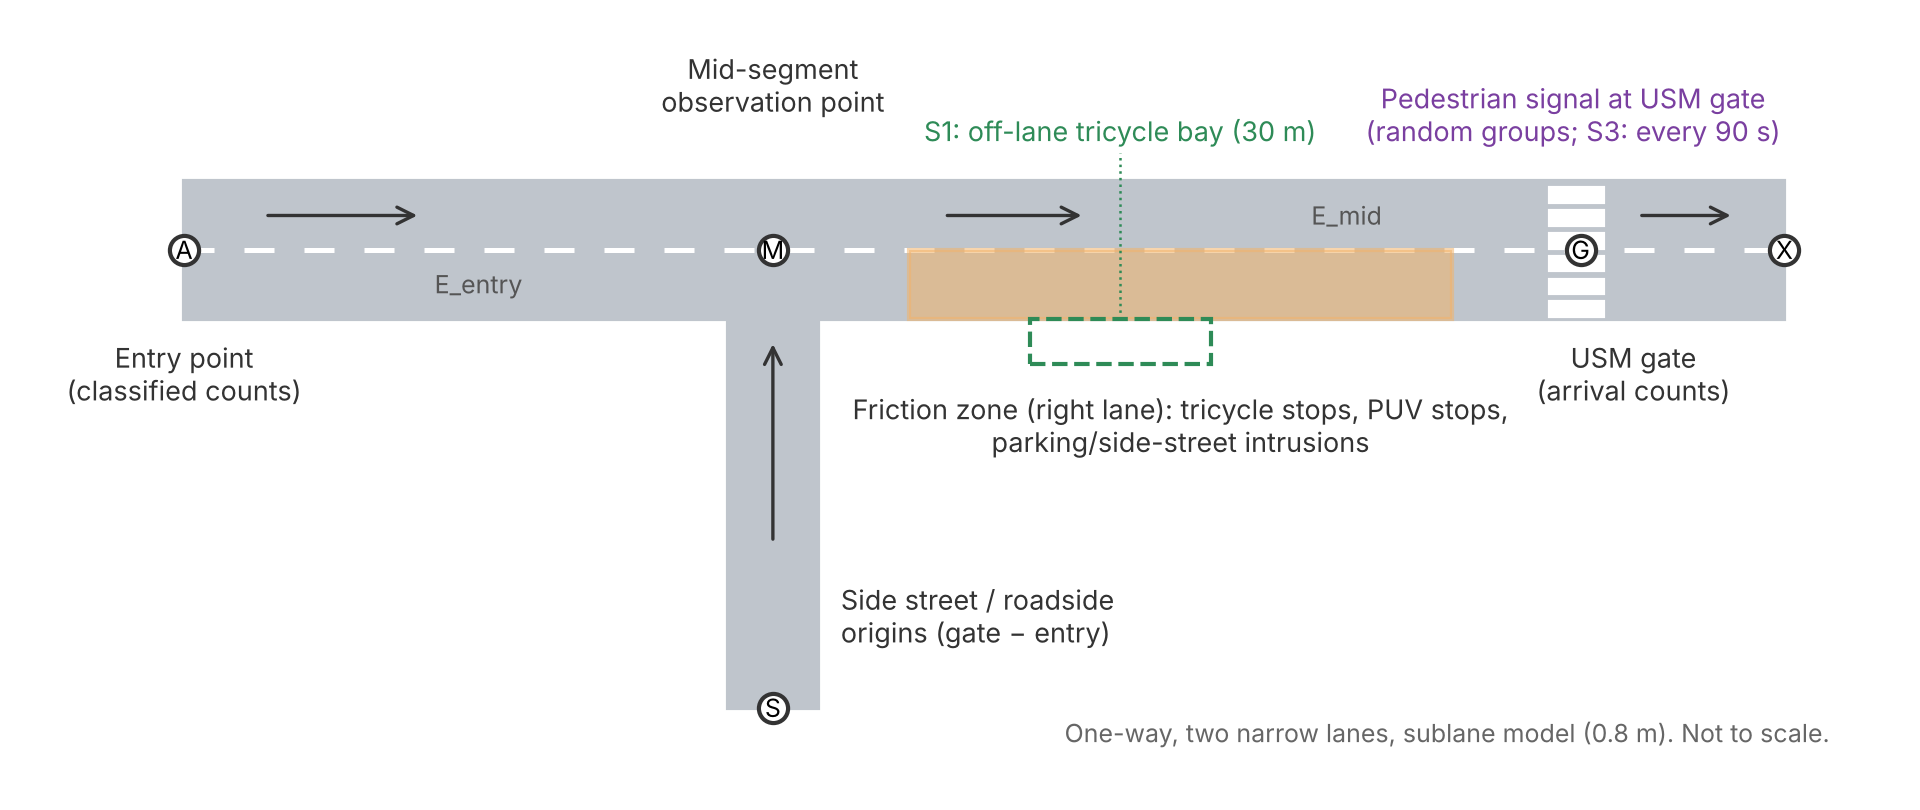 Mid-segment
observation point
S1: off-lane tricycle bay (30 m)
Pedestrian signal at USM gate
(random groups; S3: every 90 s)
E_mid
A
M
G
X
E_entry
Entry point
(classified counts)
USM gate
(arrival counts)
Friction zone (right lane): tricycle stops, PUV stops,
parking/side-street intrusions
Side street / roadside
origins (gate − entry)
S
One-way, two narrow lanes, sublane model (0.8 m). Not to scale.